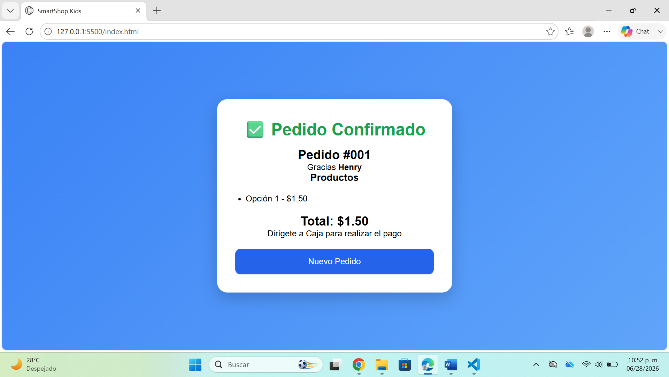 SmartShop Kids
127.0.0.1:5500/index.html
Chat
Pedido Confirmado
Pedido #001
Gracias Henry
Productos
Opción 1 - $1.50
Total: $1.50
Dirígete a Caja para realizar el pago
Nuevo Pedido
28°C
Despejado
Buscar
10:52 p. m.
06/28/2026